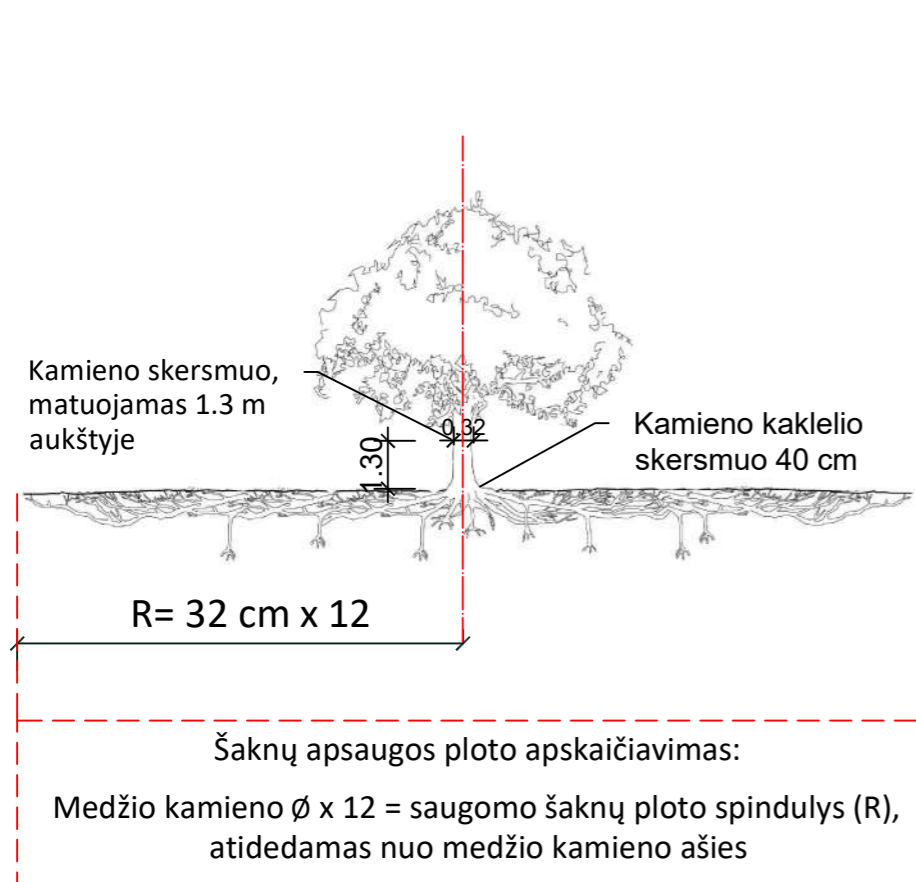 Kamieno skersmuo,
matuojamas 1.3 m
aukštyje
0,32
1.30
Kamieno kaklelio
skersmuo 40 cm
R= 32 cm x 12
Šaknų apsaugos ploto apskaičiavimas:
Medžio kamieno Ø x 12 = saugomo šaknų ploto spindulys (R),
atidedamas nuo medžio kamieno ašies